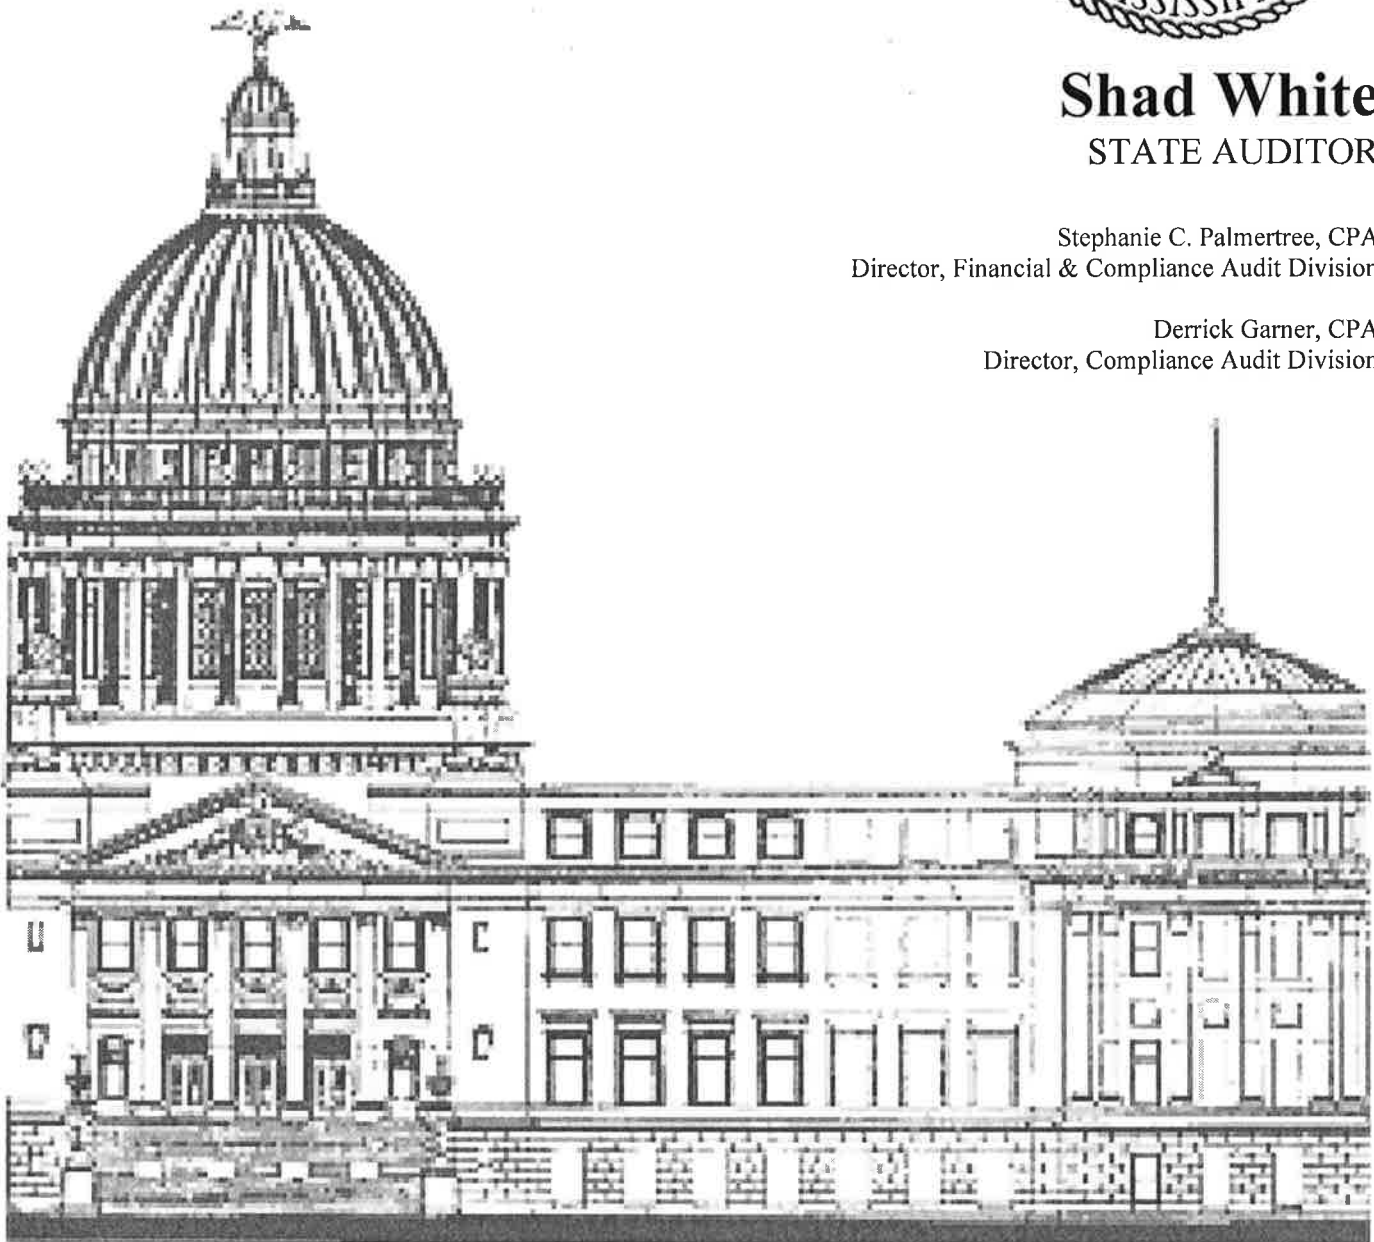 Shad White
STATE AUDITOR
Stephanie C. Palmertree, CPA
Director, Financial & Compliance Audit Division
Derrick Garner, CPA
Director, Compliance Audit Division